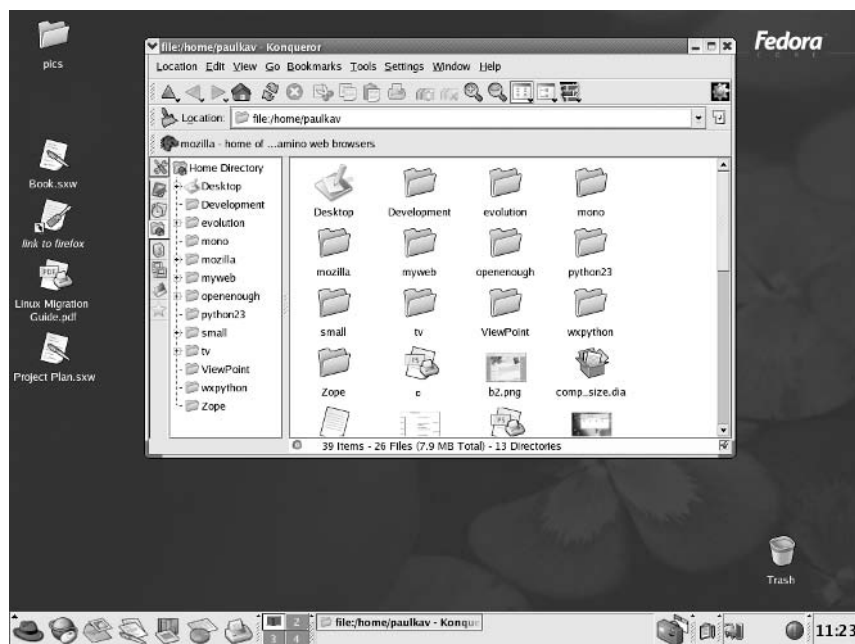 pics
Book.sxw
link to firefox
Linux Migration
Guide.pdf
Project Plan.sxw
Fedora
CORE
file:/home/paulkav - Konqueror
Location Edit View Go Bookmarks Tools Settings Window Help
Location: file:/home/paulkav
mozilla - home of ...amino web browsers
Home Directory
Desktop
Development
evolution
mono
mozilla
myweb
openenough
python23
small
tv
ViewPoint
wxpython
Zope
Desktop Development evolution mono
mozilla myweb openenough python23
small tv ViewPoint wxpython
Zope c b2.png comp_size.dia
39 Items - 26 Files (7.9 MB Total) - 13 Directories
Trash
1 2
3 4
file:/home/paulkav - Konque
11:23